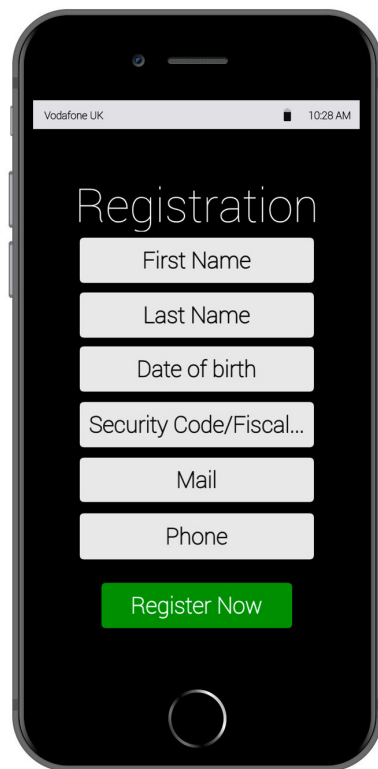 Vodafone UK 10:28 AM
Registration
First Name
Last Name
Date of birth
Security Code/Fiscal...
Mail
Phone
Register Now